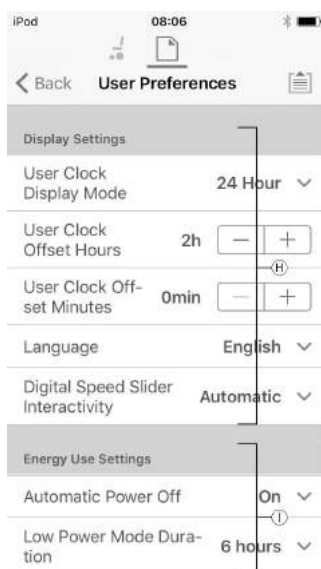 iPod 08:06
Back User Preferences
Display Settings
User Clock
Display Mode 24 Hour
User Clock
Offset Hours 2h − +
H
User Clock Off-
set Minutes 0min − +
Language English
Digital Speed Slider
Interactivity Automatic
Energy Use Settings
Automatic Power Off On
I
Low Power Mode Dura-
tion 6 hours